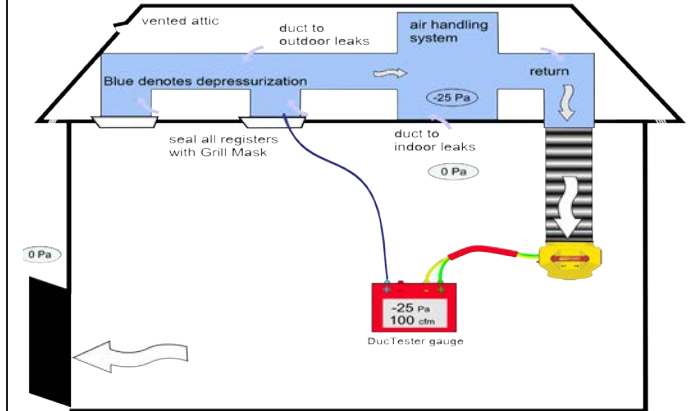 vented attic
duct to
outdoor leaks
air handling
system
Blue denotes depressurization
return
-25 Pa
seal all registers
with Grill Mask
duct to
indoor leaks
0 Pa
0 Pa
-25 Pa
100 cfm
DucTester gauge